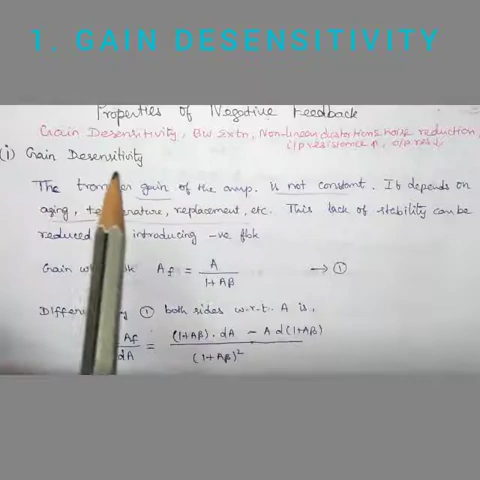 1. GAIN DESENSITIVITY
Properties of Negative Feedback
Gain Desensitivity, BW Extn, Non-linear distortions, noise reduction,
i/p resistance ↑, o/p res↓,
(i) Gain Desensitivity
The gain of the amp. is not constant. It depends on
aging, replacement, etc. This lack of stability can be
reduced introducing -ve fbk
Gain Af = A / 1+Aβ → ①
① both sides w.r.t. A is,
Af / dA = (1+Aβ). dA - A d(1+Aβ) / (1+Aβ)²